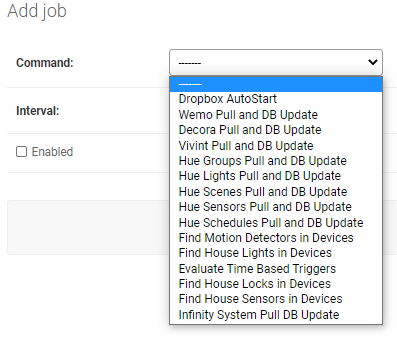 Add job
Command:
-------
-------
Dropbox AutoStart
Wemo Pull and DB Update
Decora Pull and DB Update
Vivint Pull and DB Update
Hue Groups Pull and DB Update
Hue Lights Pull and DB Update
Hue Scenes Pull and DB Update
Hue Sensors Pull and DB Update
Hue Schedules Pull and DB Update
Find Motion Detectors in Devices
Find House Lights in Devices
Evaluate Time Based Triggers
Find House Locks in Devices
Find House Sensors in Devices
Infinity System Pull DB Update
Interval:
Enabled